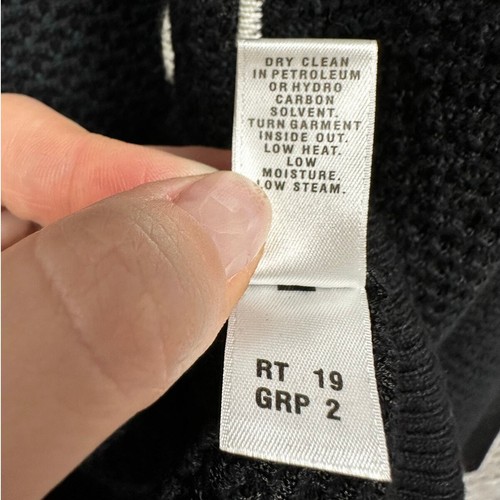 DRY CLEAN
IN PETROLEUM
OR HYDRO
CARBON
SOLVENT.
TURN GARMENT
INSIDE OUT.
LOW HEAT.
LOW
MOISTURE.
LOW STEAM.
RT 19
GRP 2